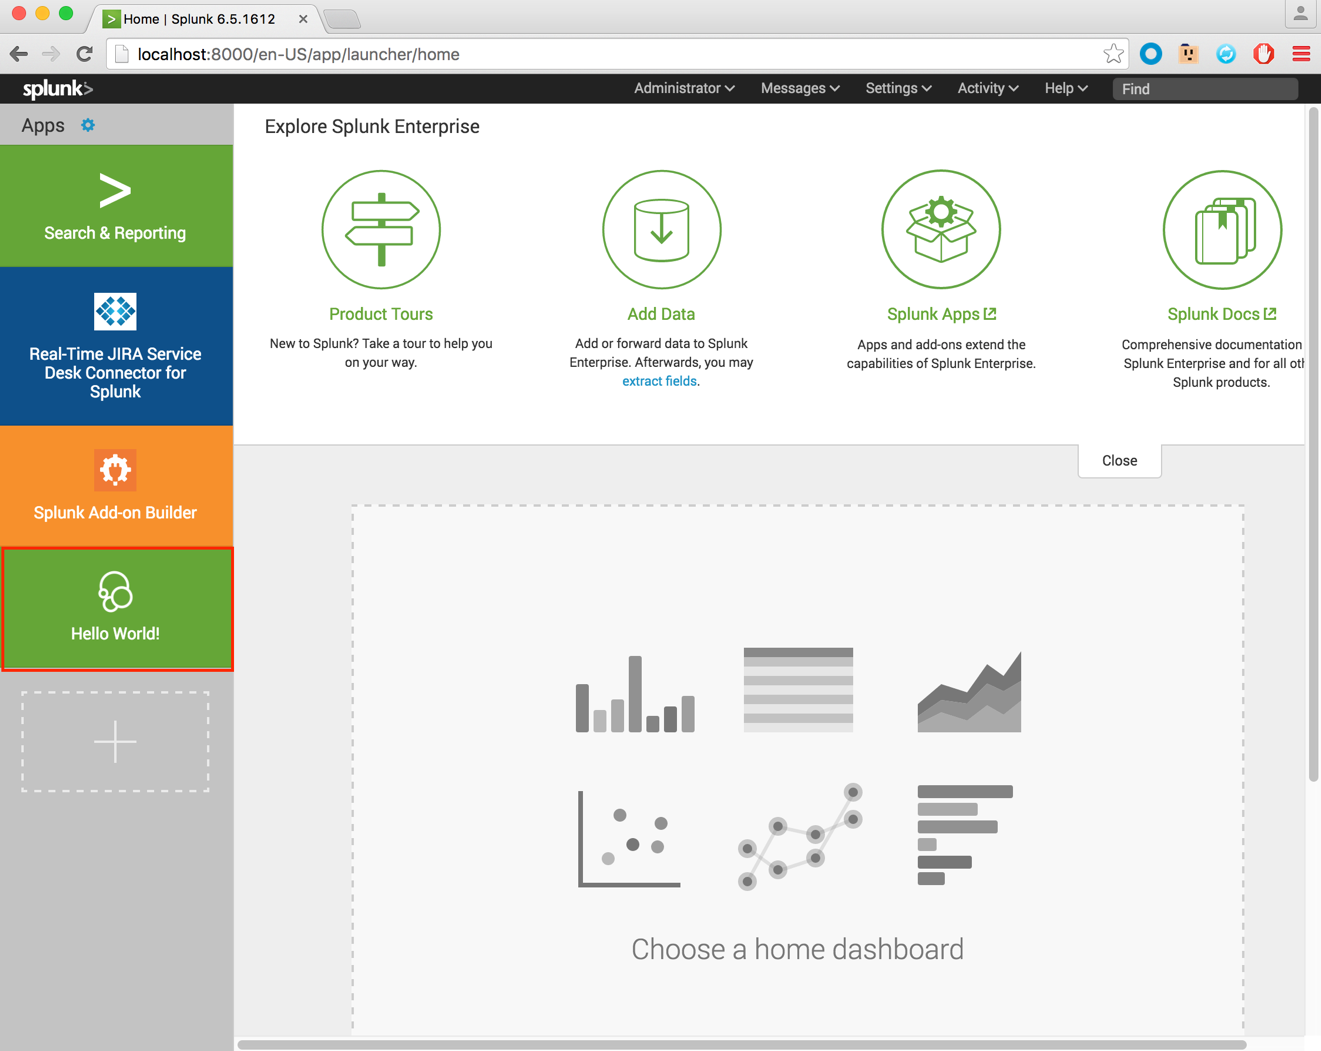 Home | Splunk 6.5.1612
localhost:8000/en-US/app/launcher/home
splunk>
Administrator
Messages
Settings
Activity
Help
Find
Apps
Search & Reporting
Real-Time JIRA Service
Desk Connector for
Splunk
Splunk Add-on Builder
Hello World!
Explore Splunk Enterprise
Product Tours
New to Splunk? Take a tour to help you
on your way.
Add Data
Add or forward data to Splunk
Enterprise. Afterwards, you may
extract fields.
Splunk Apps
Apps and add-ons extend the
capabilities of Splunk Enterprise.
Splunk Docs
Comprehensive documentation
Splunk Enterprise and for all
Splunk products.
Close
Choose a home dashboard